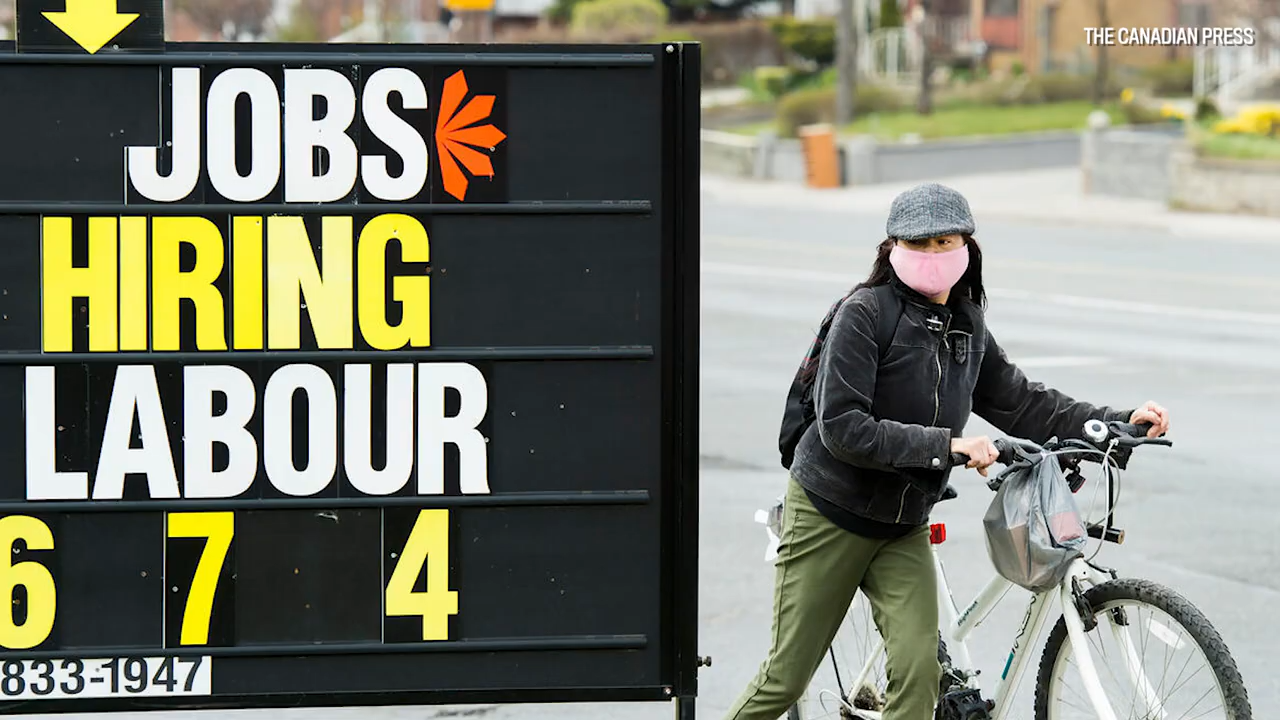 THE CANADIAN PRESS
JOBS
HIRING
LABOUR
6 7 4
833-1947